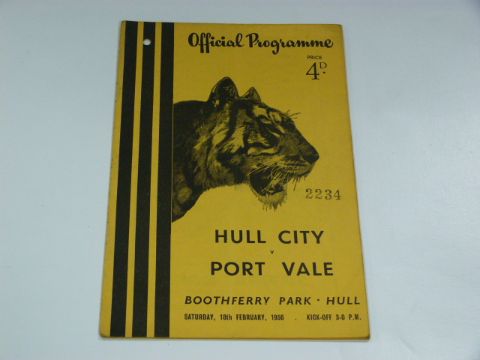 Official Programme
PRICE
4D.
2234
HULL CITY
v
PORT VALE
BOOTHFERRY PARK · HULL
SATURDAY, 18th FEBRUARY, 1956 . KICK-OFF 3-0 P.M.